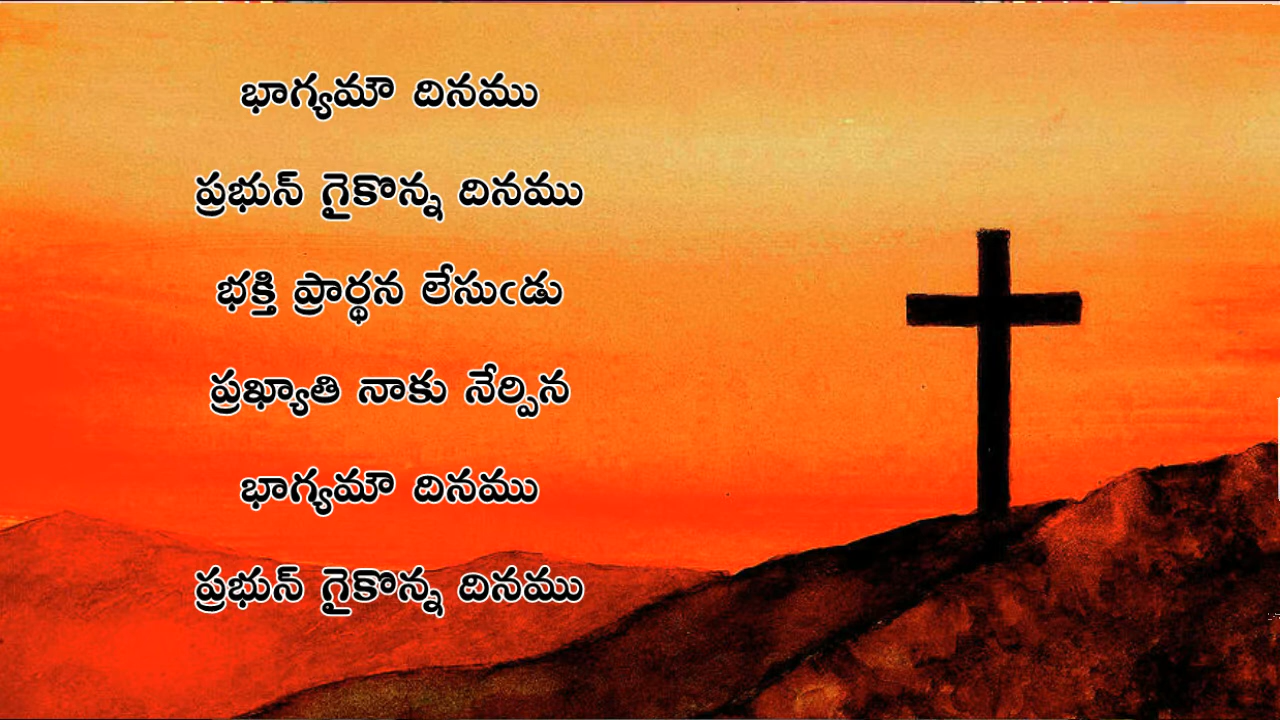 భాగ్యమౌ దినము
ప్రభున్ గైకొన్న దినము
భక్తి ప్రార్థన లేసుఁడు
ప్రఖ్యాతి నాకు నేర్పిన
భాగ్యమౌ దినము
ప్రభున్ గైకొన్న దినము